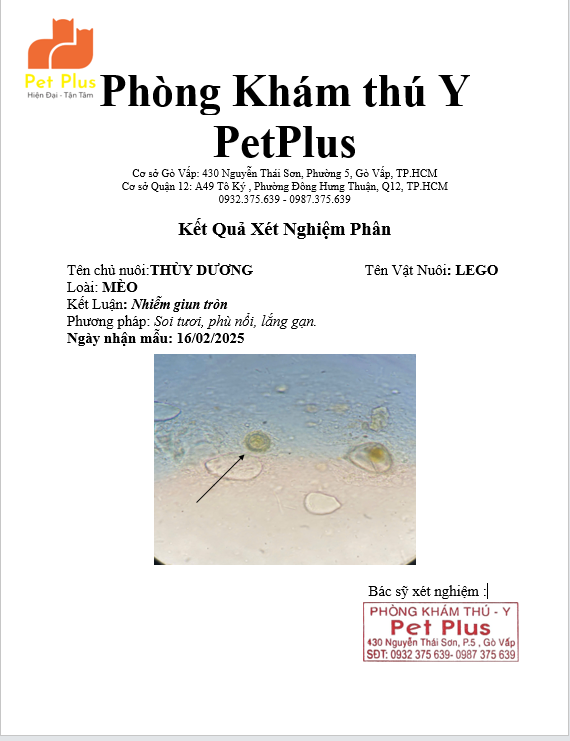 Pet Plus
Hiện Đại - Tận Tâm
Phòng Khám thú Y
PetPlus
Cơ sở Gò Vấp: 430 Nguyễn Thái Sơn, Phường 5, Gò Vấp, TP.HCM
Cơ sở Quận 12: A49 Tô Ký , Phường Đông Hưng Thuận, Q12, TP.HCM
0932.375.639 - 0987.375.639
Kết Quả Xét Nghiệm Phân
Tên chủ nuôi:THÙY DƯƠNG Tên Vật Nuôi: LEGO
Loài: MÈO
Kết Luận: Nhiễm giun tròn
Phương pháp: Soi tươi, phù nổi, lắng gạn.
Ngày nhận mẫu: 16/02/2025
Bác sỹ xét nghiệm :
PHÒNG KHÁM THÚ - Y
Pet Plus
430 Nguyễn Thái Sơn, P.5 , Gò Vấp
SĐT: 0932 375 639- 0987 375 639